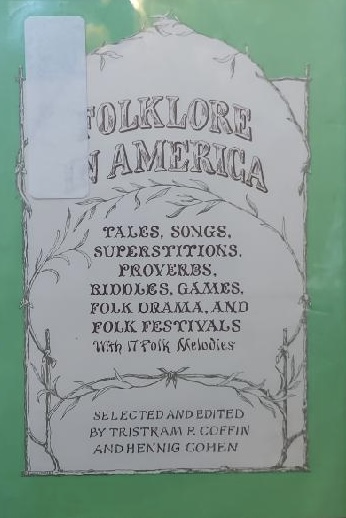 FOLKLORE
IN AMERICA
TALES, SONGS,
SUPERSTITIONS,
PROVERBS,
RIDDLES, GAMES,
FOLK DRAMA, AND
FOLK FESTIVALS
With 17 Folk Melodies
SELECTED AND EDITED
BY TRISTRAM P. COFFIN
AND HENNIG COHEN